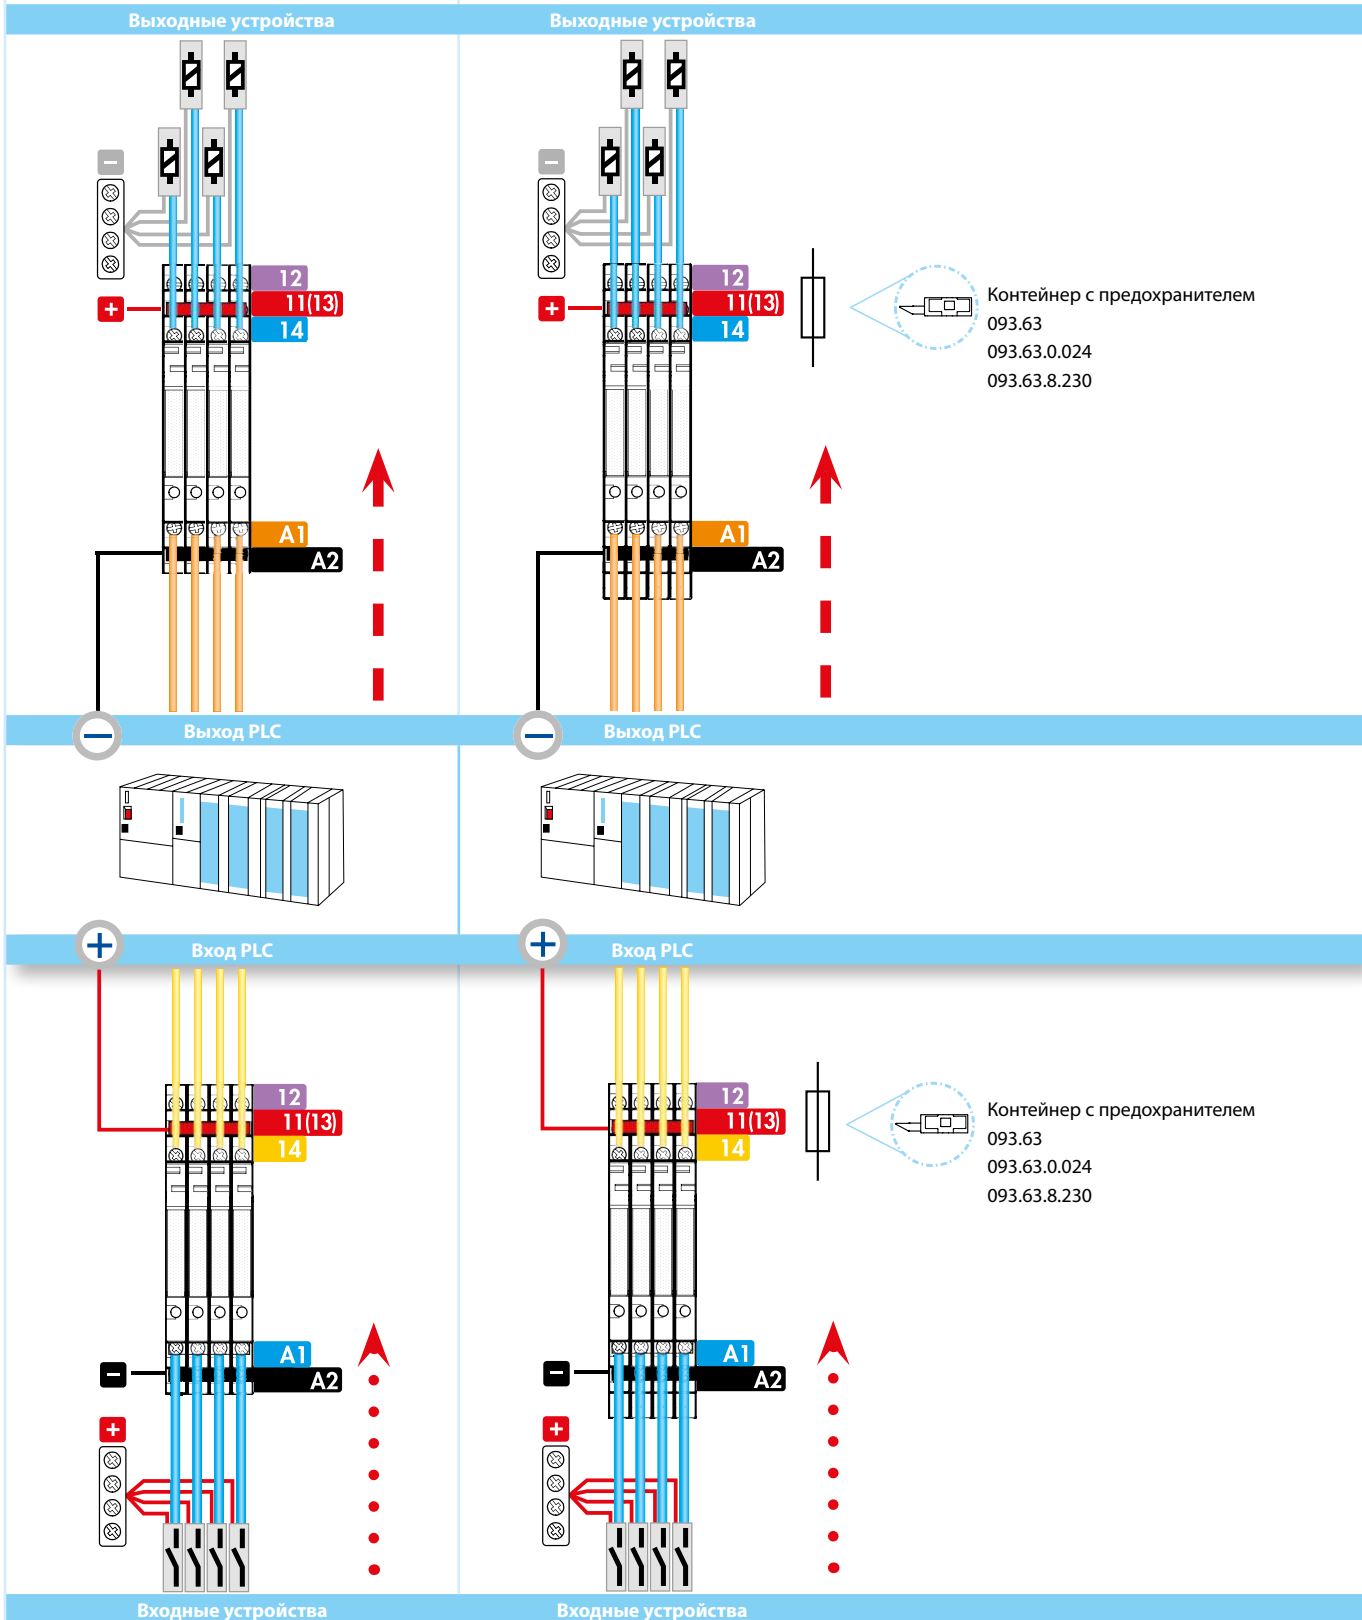 Выходные устройства
Выходные устройства
−
−
12
12
+
11(13)
+
11(13)
14
14
Контейнер с предохранителем
093.63
093.63.0.024
093.63.8.230
A1
A1
A2
A2
−
Выход PLC
−
Выход PLC
+
Вход PLC
+
Вход PLC
12
12
11(13)
11(13)
14
14
Контейнер с предохранителем
093.63
093.63.0.024
093.63.8.230
A1
A1
−
A2
−
A2
+
+
Входные устройства
Входные устройства